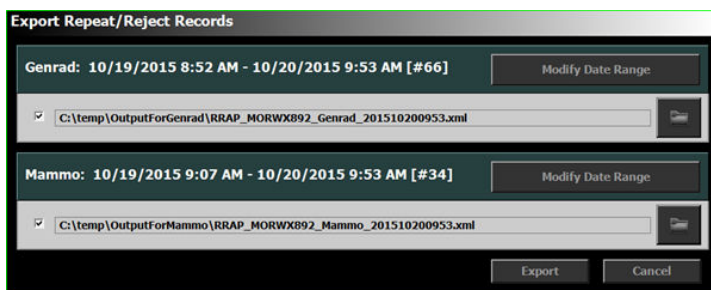 Export Repeat/Reject Records
Genrad: 10/19/2015 8:52 AM - 10/20/2015 9:53 AM [#66]
Modify Date Range
C:\temp\OutputForGenrad\RRAP_MORWX892_Genrad_201510200953.xml
Mammo: 10/19/2015 9:07 AM - 10/20/2015 9:53 AM [#34]
Modify Date Range
C:\temp\OutputForMammo\RRAP_MORWX892_Mammo_201510200953.xml
Export
Cancel